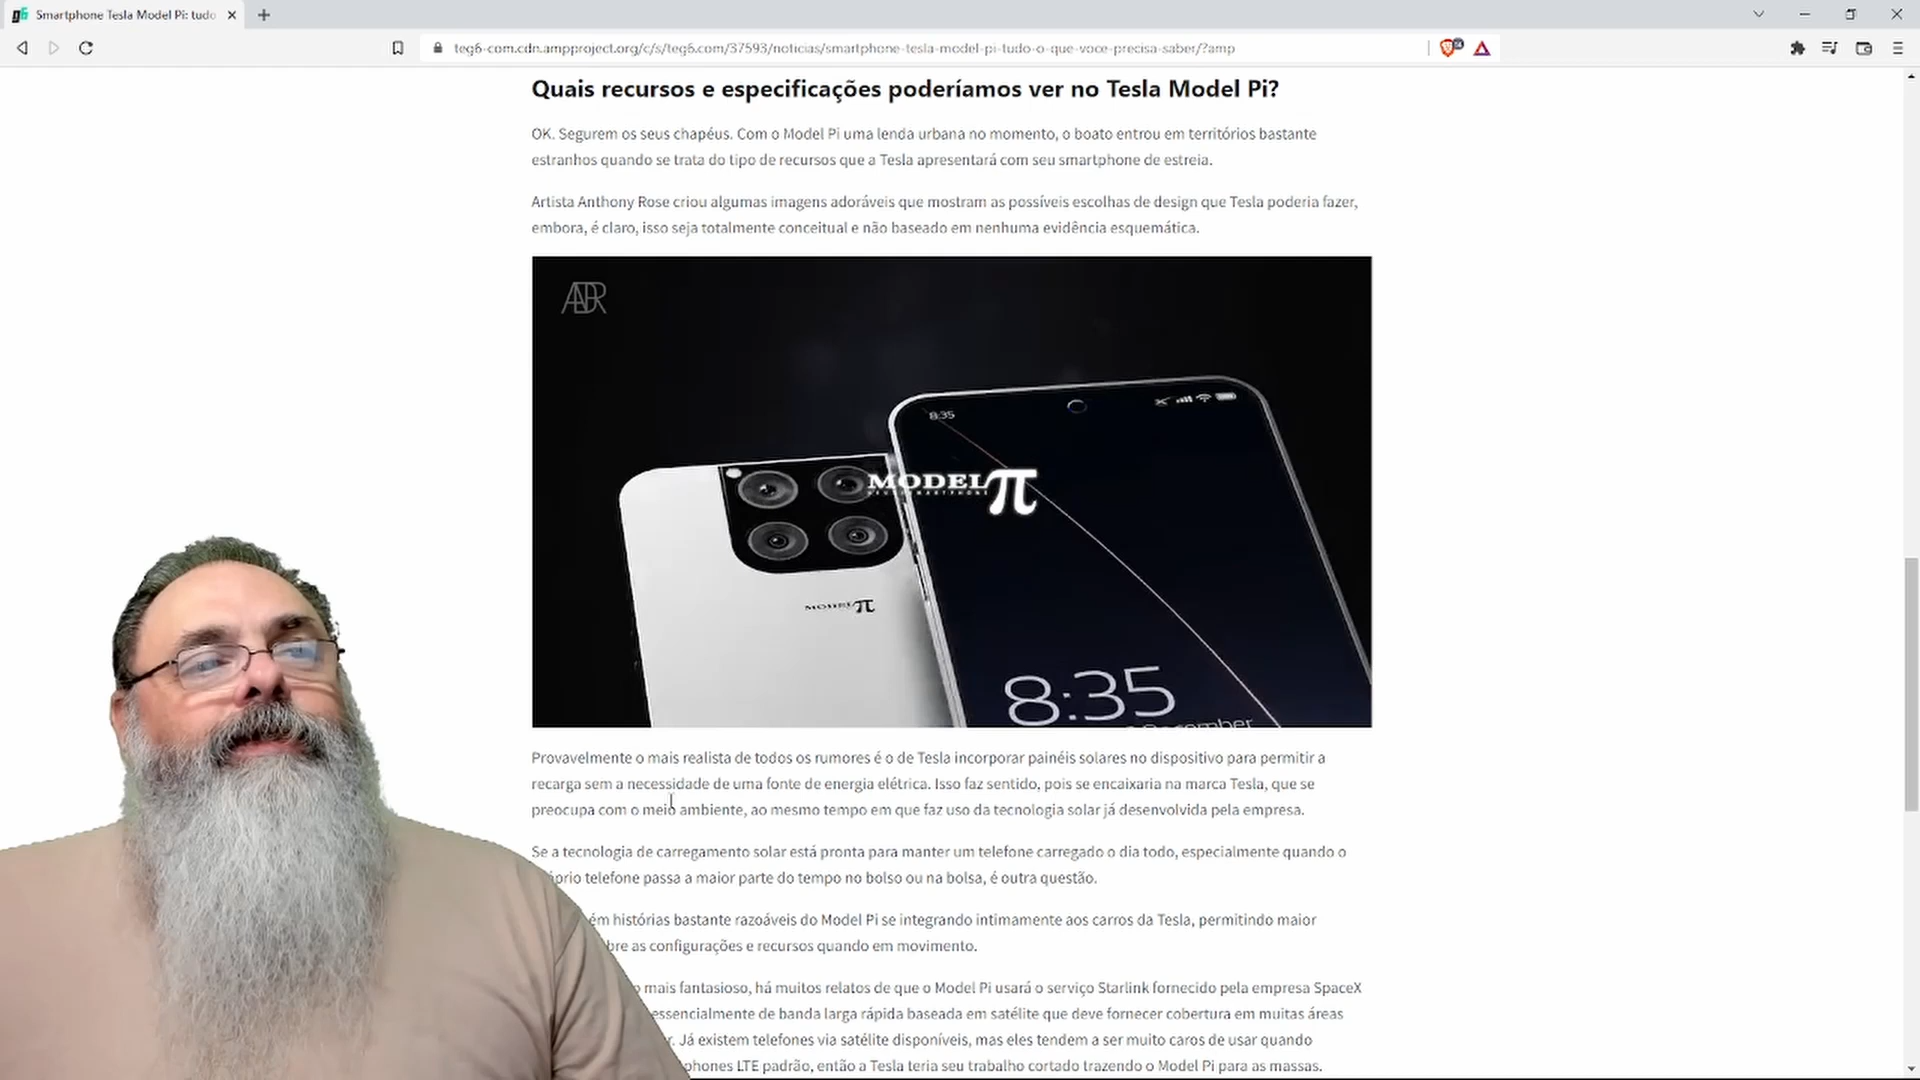 Smartphone Tesla Model Pi: tudo
teg6-com.cdn.ampproject.org/c/s/teg6.com/37593/noticias/smartphone-tesla-model-pi-tudo-o-que-voce-precisa-saber/?amp
Quais recursos e especificações poderíamos ver no Tesla Model Pi?
OK. Segurem os seus chapéus. Com o Model Pi uma lenda urbana no momento, o boato entrou em territórios bastante
estranhos quando se trata do tipo de recursos que a Tesla apresentará com seu smartphone de estreia.
Artista Anthony Rose criou algumas imagens adoráveis que mostram as possíveis escolhas de design que Tesla poderia fazer,
embora, é claro, isso seja totalmente conceitual e não baseado em nenhuma evidência esquemática.
ADR
8:35
MODEL π
MODEL π
8:35
Provavelmente o mais realista de todos os rumores é o de Tesla incorporar painéis solares no dispositivo para permitir a
recarga sem a necessidade de uma fonte de energia elétrica. Isso faz sentido, pois se encaixaria na marca Tesla, que se
preocupa com o meio ambiente, ao mesmo tempo em que faz uso da tecnologia solar já desenvolvida pela empresa.
Se a tecnologia de carregamento solar está pronta para manter um telefone carregado o dia todo, especialmente quando o
óprio telefone passa a maior parte do tempo no bolso ou na bolsa, é outra questão.
ém histórias bastante razoáveis do Model Pi se integrando intimamente aos carros da Tesla, permitindo maior
bre as configurações e recursos quando em movimento.
mais fantasioso, há muitos relatos de que o Model Pi usará o serviço Starlink fornecido pela empresa SpaceX
essencialmente de banda larga rápida baseada em satélite que deve fornecer cobertura em muitas áreas
Já existem telefones via satélite disponíveis, mas eles tendem a ser muito caros de usar quando
phones LTE padrão, então a Tesla teria seu trabalho cortado trazendo o Model Pi para as massas.